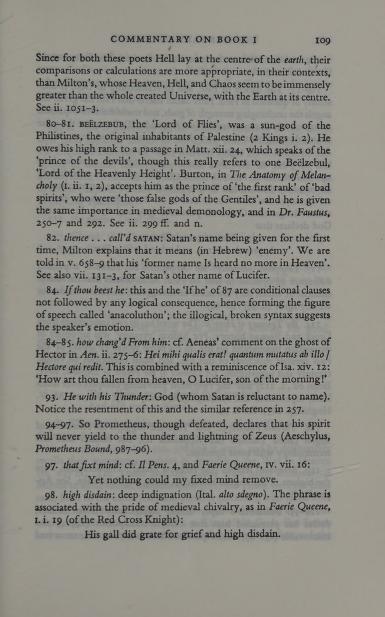 COMMENTARY ON BOOK I 109
Since for both these poets Hell lay at the centre of the earth, their
comparisons or calculations are more appropriate, in their contexts,
than Milton's, whose Heaven, Hell, and Chaos seem to be immensely
greater than the whole created Universe, with the Earth at its centre.
See ii. 1051–3.
80–81. BEËLZEBUB, the 'Lord of Flies', was a sun-god of the
Philistines, the original inhabitants of Palestine (2 Kings i. 2). He
owes his high rank to a passage in Matt. xii. 24, which speaks of the
'prince of the devils', though this really refers to one Beëlzebul,
'Lord of the Heavenly Height'. Burton, in The Anatomy of Melan-
choly (I. ii. 1, 2), accepts him as the prince of 'the first rank' of 'bad
spirits', who were 'those false gods of the Gentiles', and he is given
the same importance in medieval demonology, and in Dr. Faustus,
250–7 and 292. See ii. 299 ff. and n.
82. thence . . . call'd SATAN: Satan's name being given for the first
time, Milton explains that it means (in Hebrew) 'enemy'. We are
told in v. 658–9 that his 'former name Is heard no more in Heaven'.
See also vii. 131–3, for Satan's other name of Lucifer.
84. If thou beest he: this and the 'If he' of 87 are conditional clauses
not followed by any logical consequence, hence forming the figure
of speech called 'anacoluthon'; the illogical, broken syntax suggests
the speaker's emotion.
84–85. how chang'd From him: cf. Aeneas' comment on the ghost of
Hector in Aen. ii. 275–6: Hei mihi qualis erat! quantum mutatus ab illo /
Hectore qui redit. This is combined with a reminiscence of Isa. xiv. 12:
'How art thou fallen from heaven, O Lucifer, son of the morning!'
93. He with his Thunder: God (whom Satan is reluctant to name).
Notice the resentment of this and the similar reference in 257.
94–97. So Prometheus, though defeated, declares that his spirit
will never yield to the thunder and lightning of Zeus (Aeschylus,
Prometheus Bound, 987–96).
97. that fixt mind: cf. Il Pens. 4, and Faerie Queene, IV. vii. 16:
Yet nothing could my fixed mind remove.
98. high disdain: deep indignation (Ital. alto sdegno). The phrase is
associated with the pride of medieval chivalry, as in Faerie Queene,
I. i. 19 (of the Red Cross Knight):
His gall did grate for grief and high disdain.